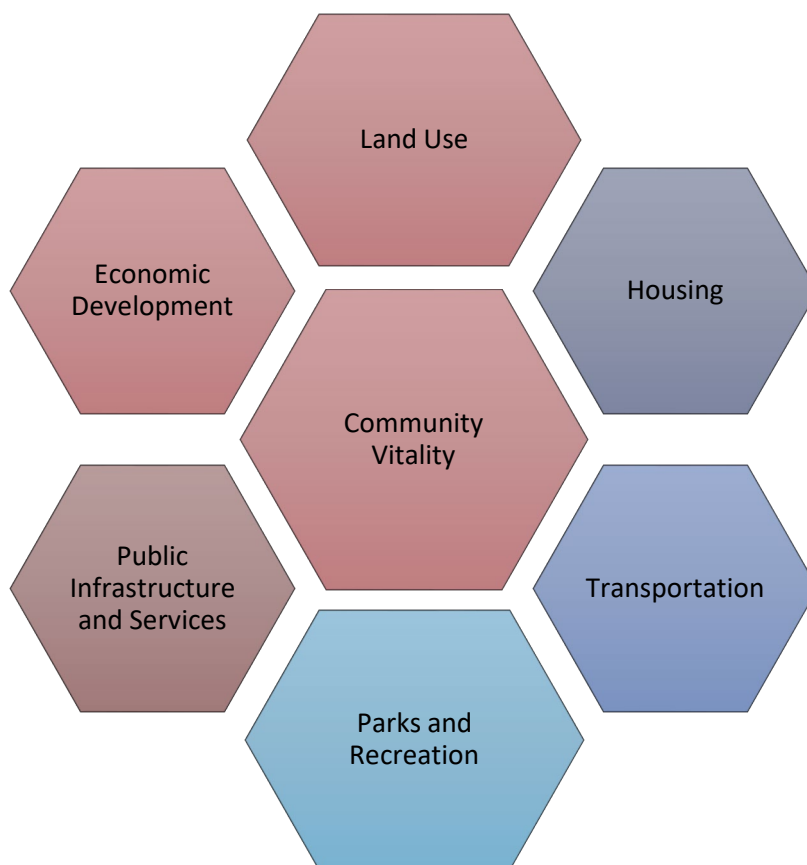 Land Use
Economic
Development
Housing
Community
Vitality
Public
Infrastructure
and Services
Transportation
Parks and
Recreation